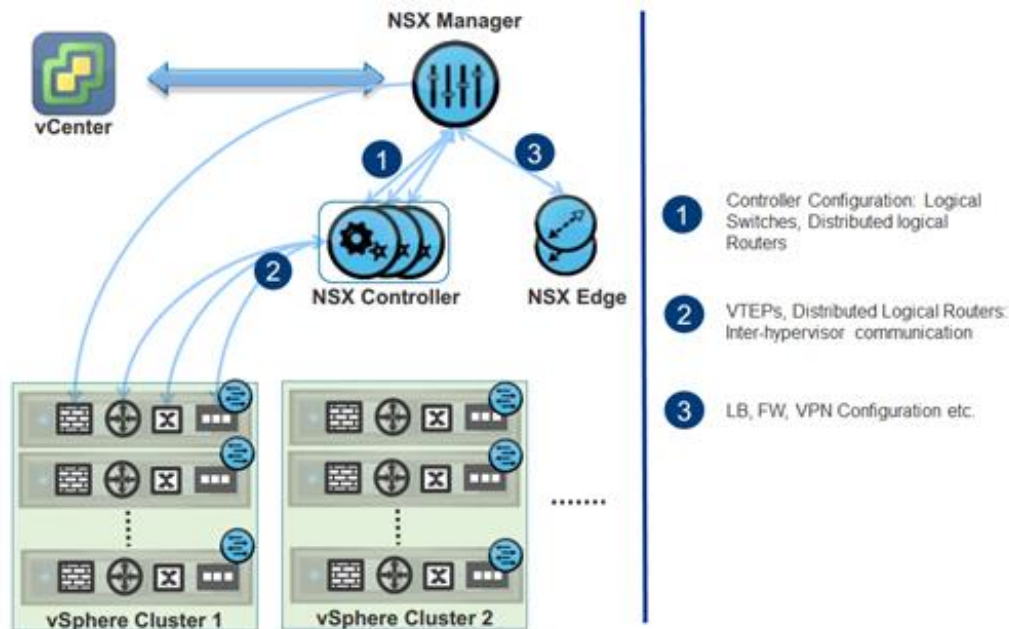 NSX Manager
vCenter
1
3
2
NSX Controller
NSX Edge
vSphere Cluster 1
vSphere Cluster 2
1
Controller Configuration: Logical
Switches, Distributed logical
Routers
2
VTEPs, Distributed Logical Routers:
Inter-hypervisor communication
3
LB, FW, VPN Configuration etc.